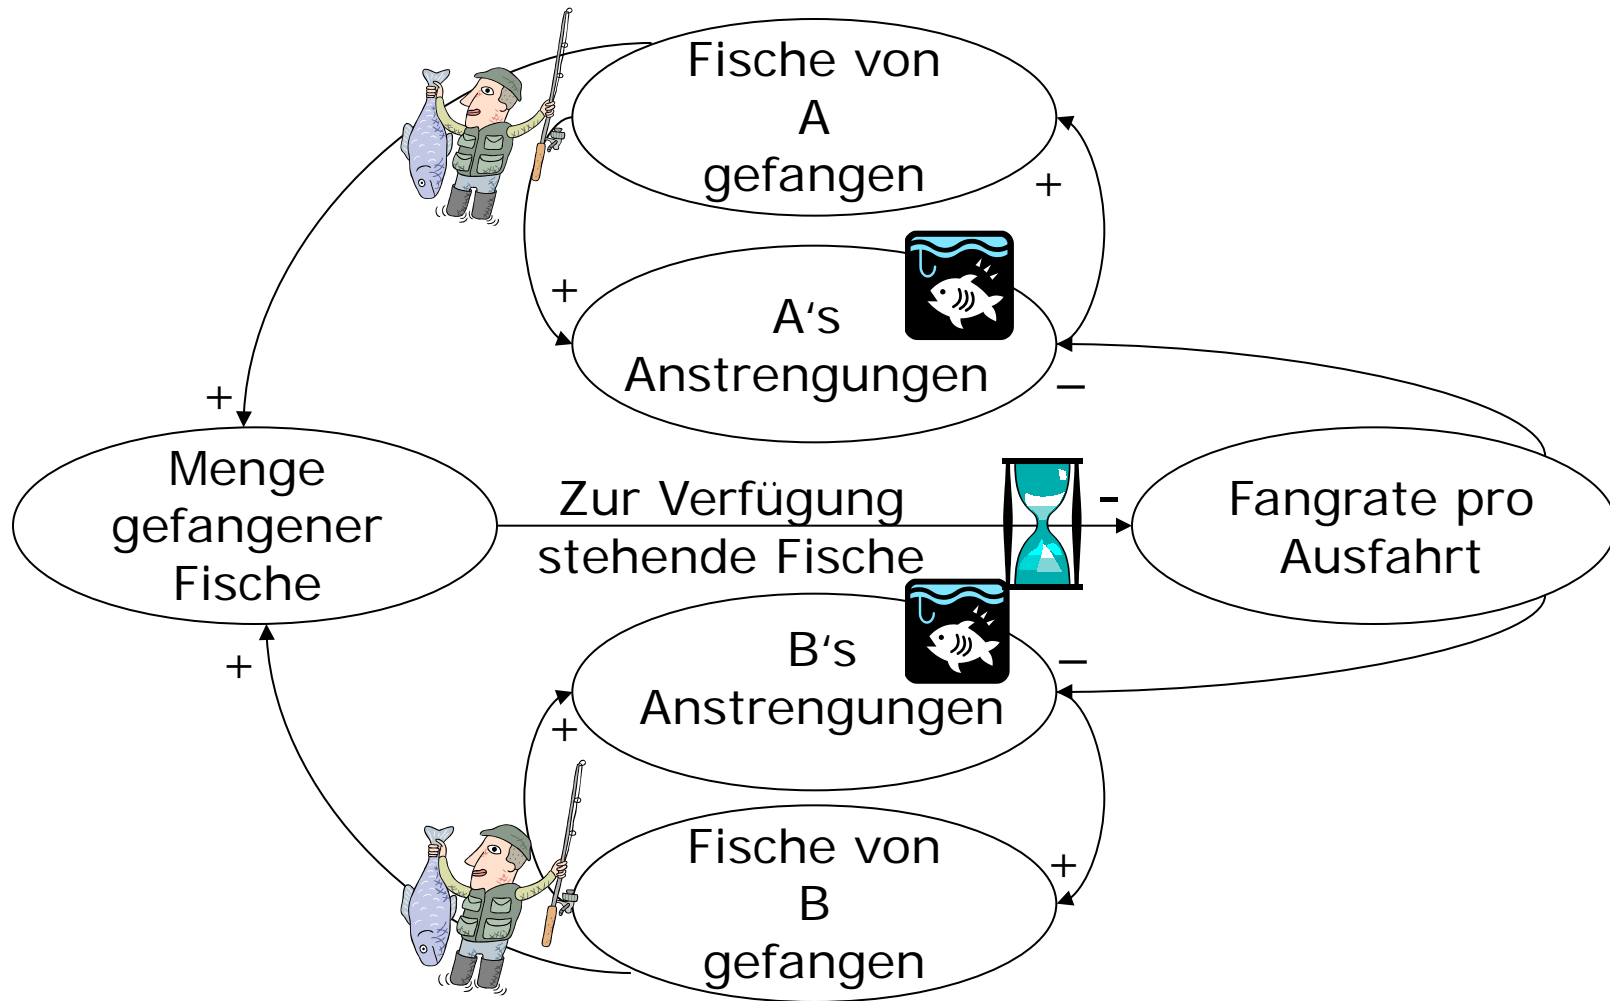 Fische von
A
gefangen
+
+
A‘s
Anstrengungen
−
+
Menge
gefangener
Fische
Zur Verfügung
stehende Fische
-
Fangrate pro
Ausfahrt
+
B‘s
Anstrengungen
−
+
Fische von
B
gefangen
+